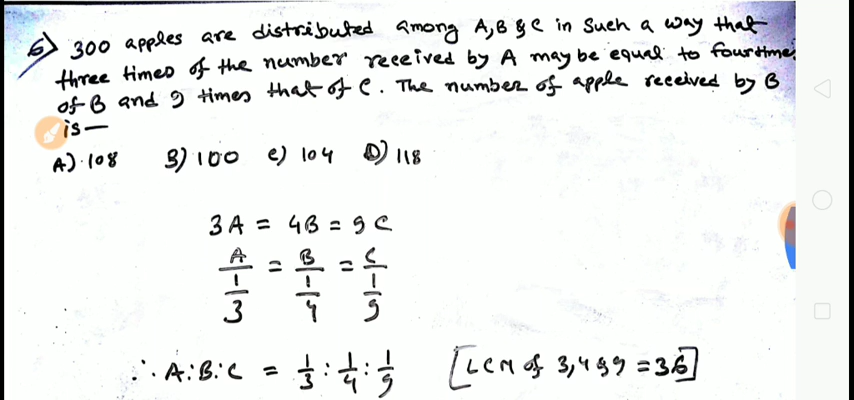 6) 300 apples are distributed among A, B & C in such a way that
three times of the number received by A may be equal to four time
of B and 9 times that of C. The number of apple received by B
is —
A) 108 B) 100 c) 104 D) 118
3A = 4B = 9C
A/(1/3) = B/(1/4) = C/(1/9)
∴ A:B:C = 1/3 : 1/4 : 1/9 [LCM of 3, 4 & 9 = 36]